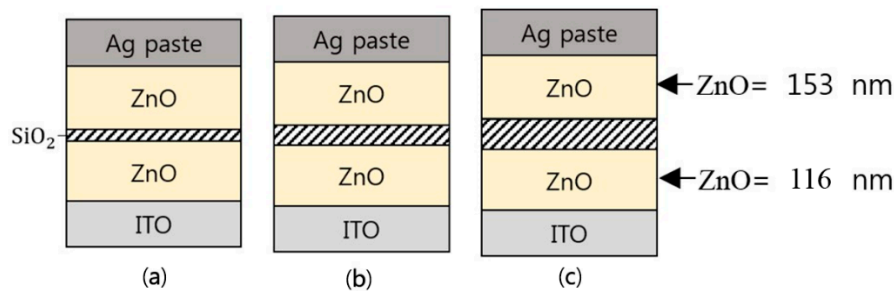 Ag paste
ZnO
SiO₂
ZnO
ITO
(a)
Ag paste
ZnO
ZnO
ITO
(b)
Ag paste
ZnO
ZnO
ITO
(c)
ZnO= 153 nm
ZnO= 116 nm